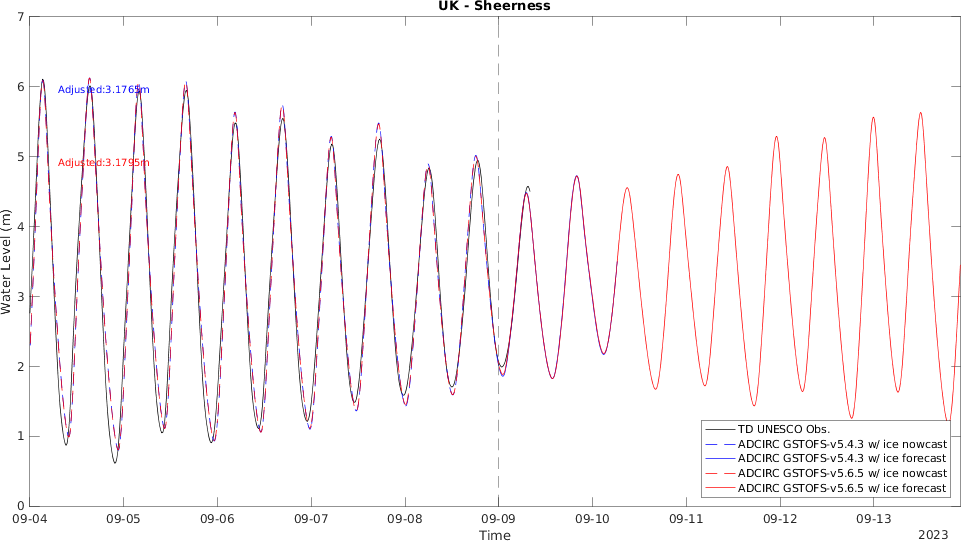 UK - Sheerness
7
6
5
4
3
2
1
0
Water Level (m)
Adjusted:3.1765m
Adjusted:3.1795m
TD UNESCO Obs.
ADCIRC GSTOFS-v5.4.3 w/ ice nowcast
ADCIRC GSTOFS-v5.4.3 w/ ice forecast
ADCIRC GSTOFS-v5.6.5 w/ ice nowcast
ADCIRC GSTOFS-v5.6.5 w/ ice forecast
09-04 09-05 09-06 09-07 09-08 09-09 09-10 09-11 09-12 09-13
Time
2023